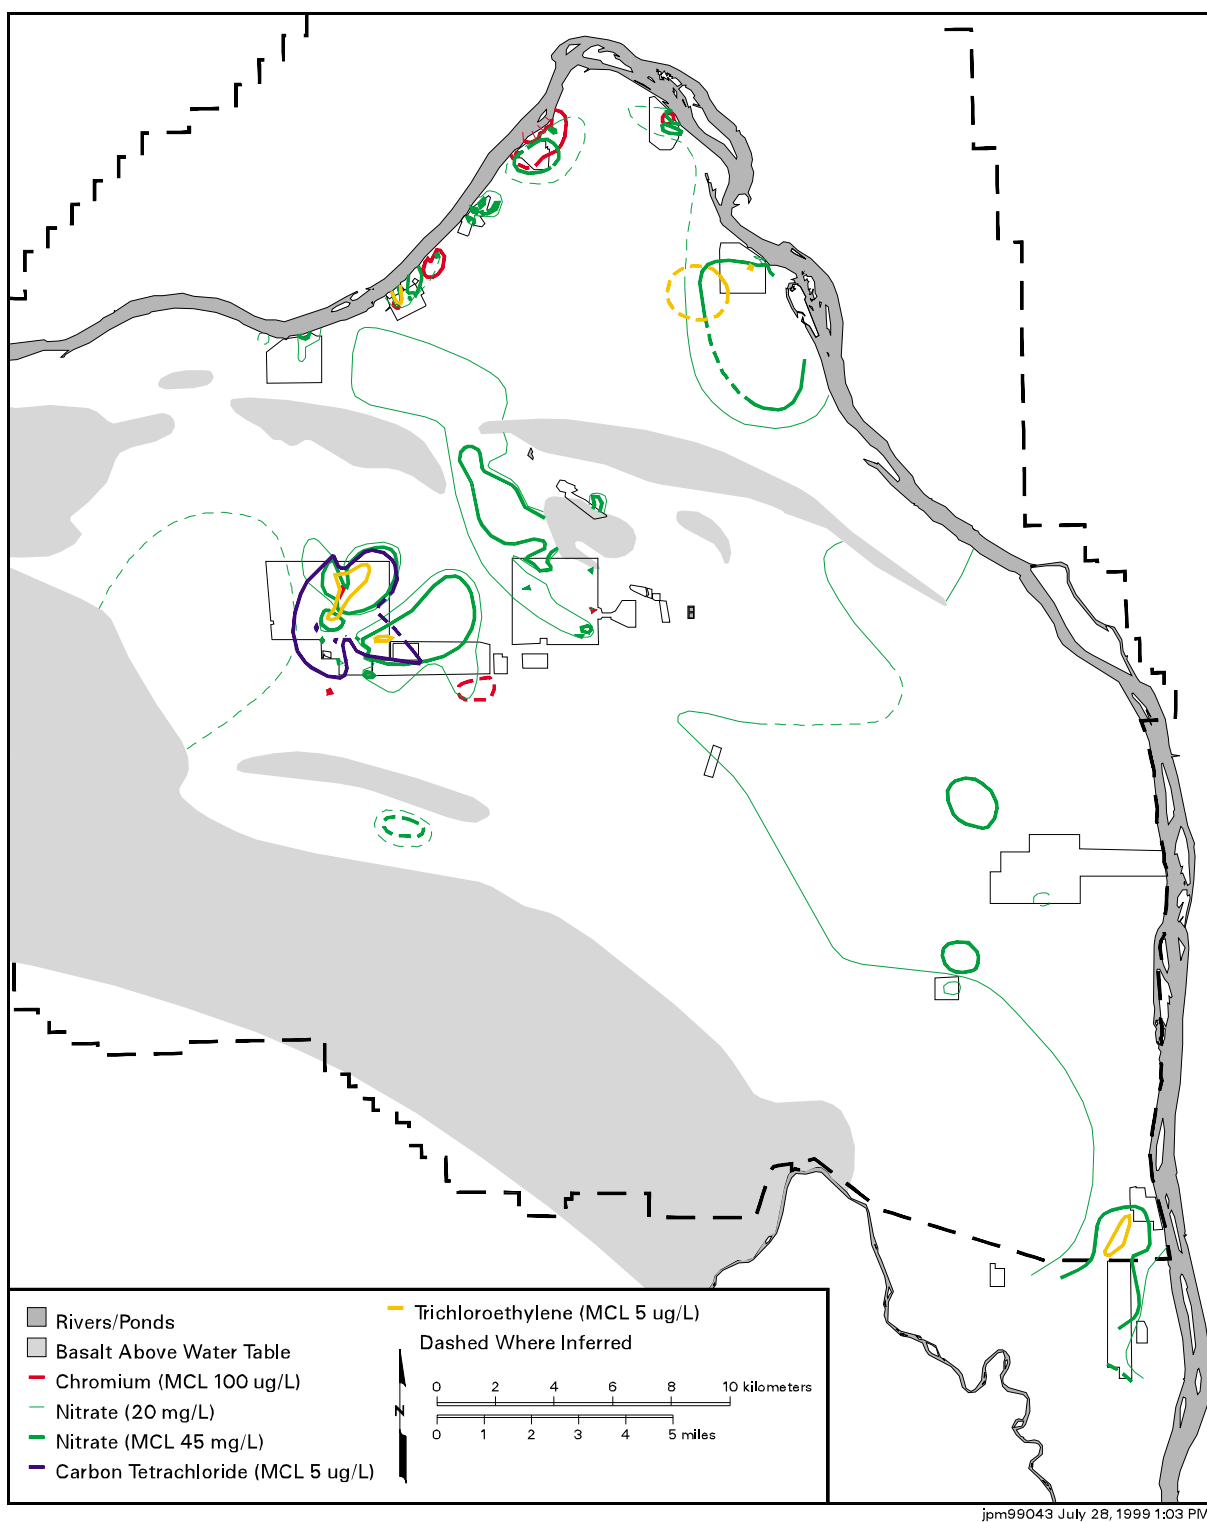 Rivers/Ponds
Basalt Above Water Table
Chromium (MCL 100 ug/L)
Nitrate (20 mg/L)
Nitrate (MCL 45 mg/L)
Carbon Tetrachloride (MCL 5 ug/L)
Trichloroethylene (MCL 5 ug/L)
Dashed Where Inferred
N
0 2 4 6 8 10 kilometers
0 1 2 3 4 5 miles
jpm99043 July 28, 1999 1:03 PM